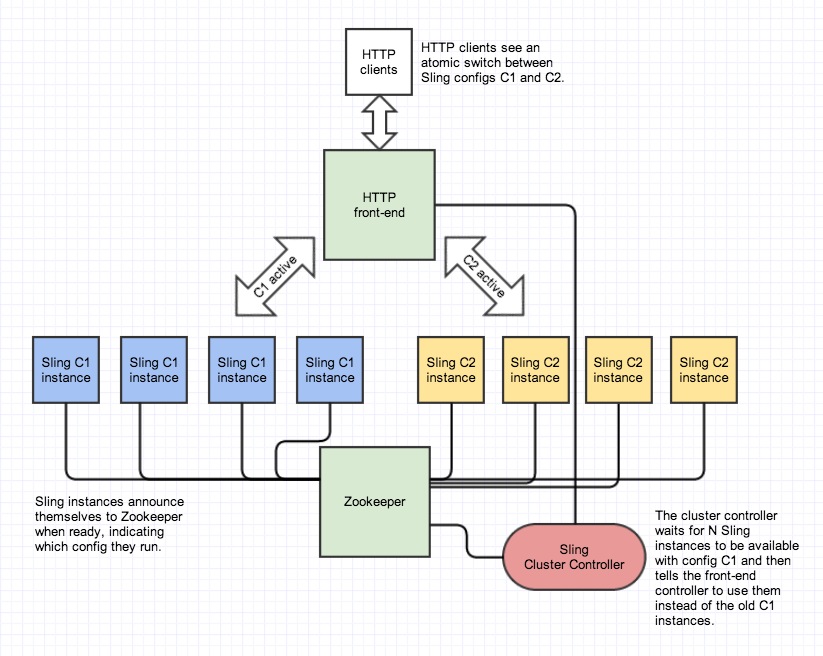 HTTP
clients
HTTP clients see an
atomic switch between
Sling configs C1 and C2.
HTTP
front-end
C1 active
C2 active
Sling C1
instance
Sling C1
instance
Sling C1
instance
Sling C1
instance
Sling C2
instance
Sling C2
instance
Sling C2
instance
Sling C2
instance
Sling instances announce
themselves to Zookeeper
when ready, indicating
which config they run.
Zookeeper
Sling
Cluster Controller
The cluster controller
waits for N Sling
instances to be available
with config C1 and then
tells the front-end
controller to use them
instead of the old C1
instances.